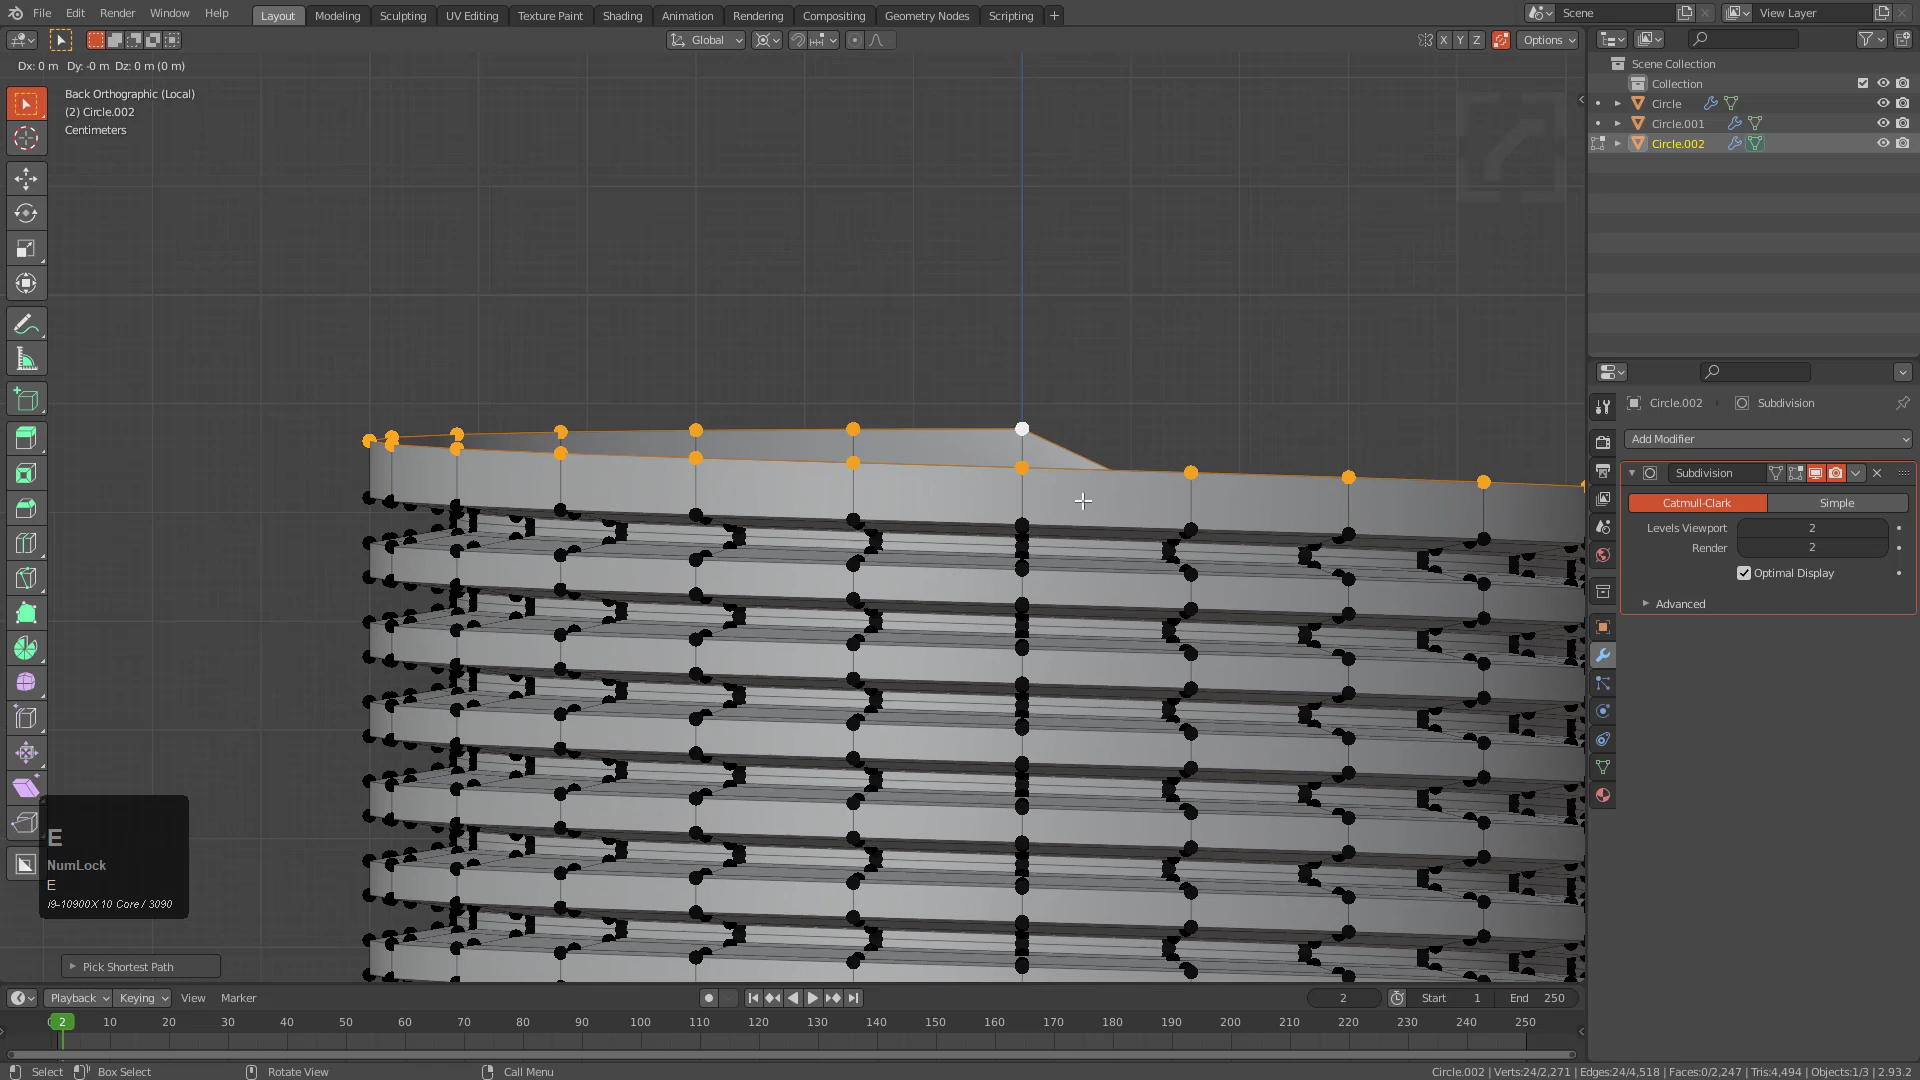 File Edit Render Window Help
Layout Modeling Sculpting UV Editing Texture Paint Shading Animation Rendering Compositing Geometry Nodes Scripting +
Scene
View Layer
Global
X Y Z
Options
Dx: 0 m Dy: -0 m Dz: 0 m (0 m)
Back Orthographic (Local)
(2) Circle.002
Centimeters
Scene Collection
Collection
Circle
Circle.001
Circle.002
Circle.002 Subdivision
Add Modifier
Subdivision
Catmull-Clark Simple
Levels Viewport 2
Render 2
Optimal Display
Advanced
E
NumLock
E
i9-10900X 10 Core / 3090
Pick Shortest Path
Playback Keying View Marker
2 Start 1 End 250
2 10 20 30 40 50 60 70 80 90 100 110 120 130 140 150 160 170 180 190 200 210 220 230 240 250
Select Box Select Rotate View Call Menu
Circle.002 | Verts:24/2,271 | Edges:24/4,518 | Faces:0/2,247 | Tris:4,494 | Objects:1/3 | 2.93.2